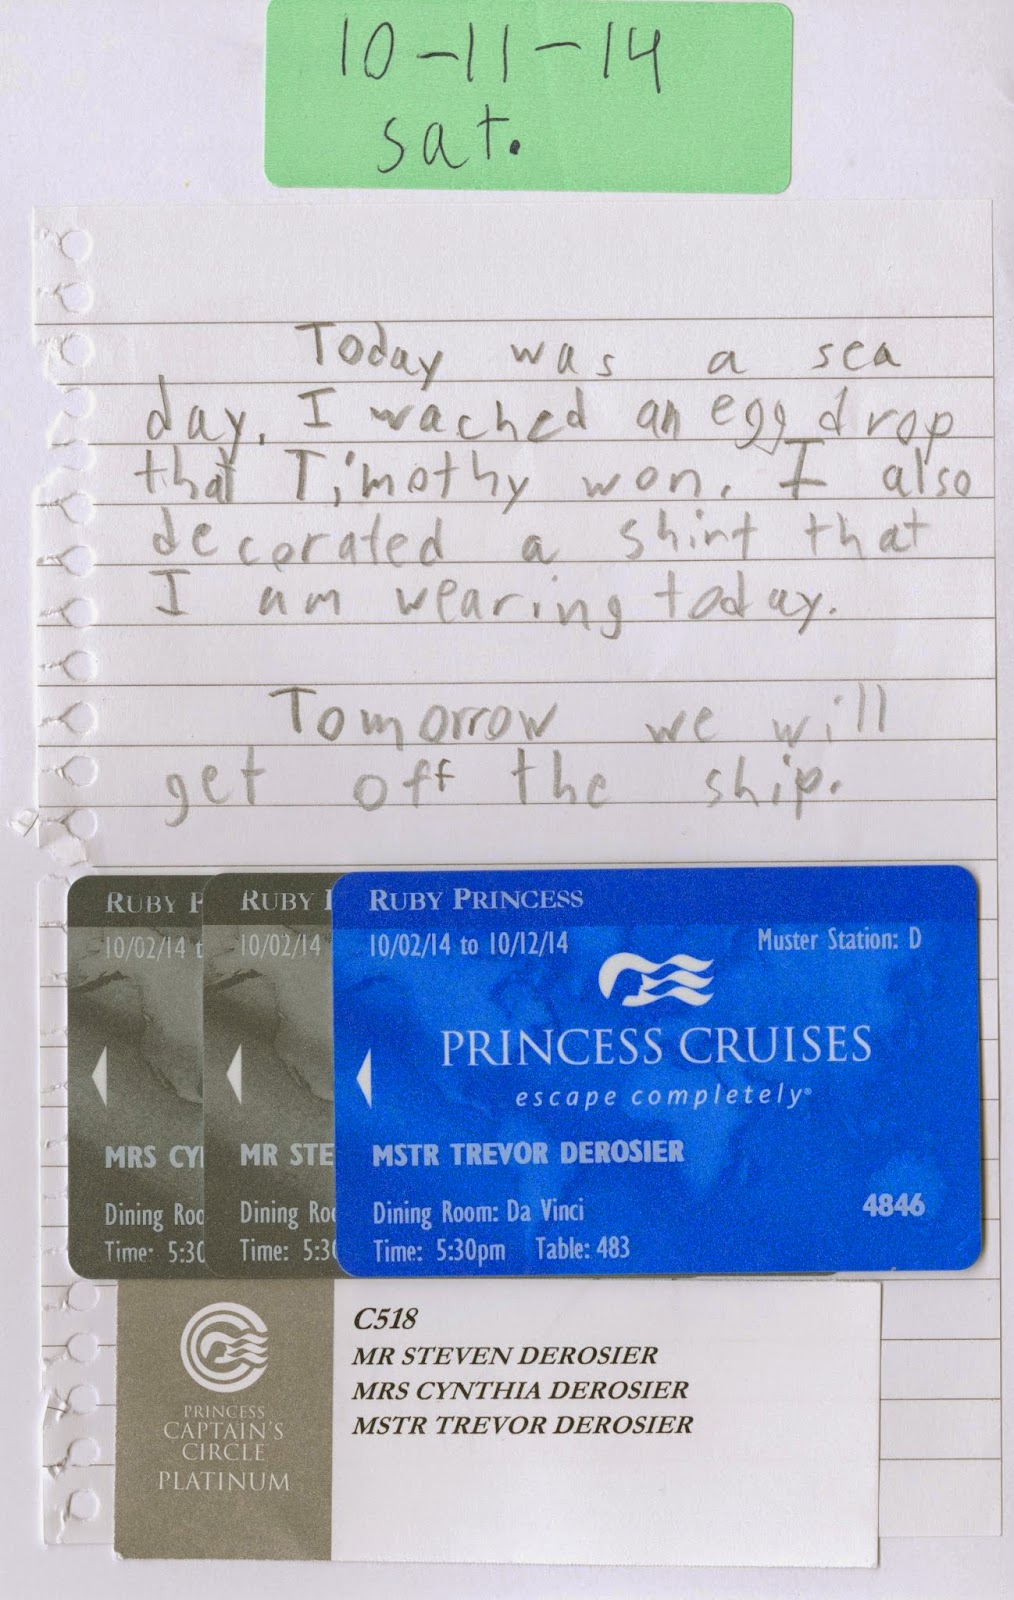 10-11-14
sat.
Today was a sea
day. I wached an egg drop
that Timothy won. I also
decorated a shirt that
I am wearing today.
Tomorrow we will
get off the ship.
RUBY P
10/02/14 t
MRS CY
Dining Roo
Time: 5:30
RUBY
10/02/14
MR STE
Dining Ro
Time: 5:3
RUBY PRINCESS
10/02/14 to 10/12/14
Muster Station: D
PRINCESS CRUISES
escape completely®
MSTR TREVOR DEROSIER
Dining Room: Da Vinci
4846
Time: 5:30pm Table: 483
PRINCESS
CAPTAIN'S
CIRCLE
PLATINUM
C518
MR STEVEN DEROSIER
MRS CYNTHIA DEROSIER
MSTR TREVOR DEROSIER